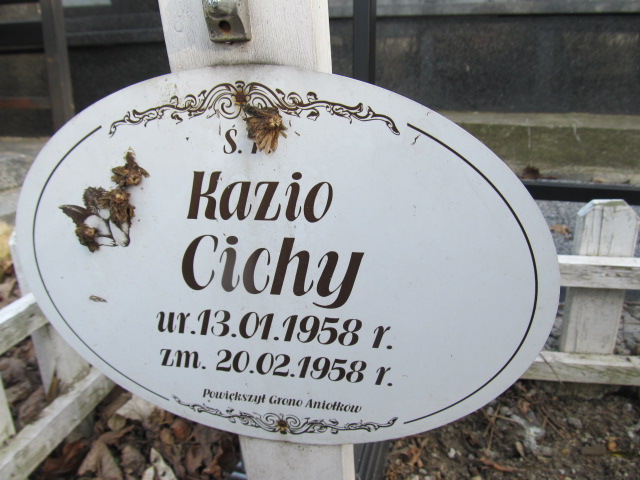 Ś.
Kazio
Cichy
ur.13.01.1958 r.
zm. 20.02.1958 r.
Powiększył Grono Aniołków